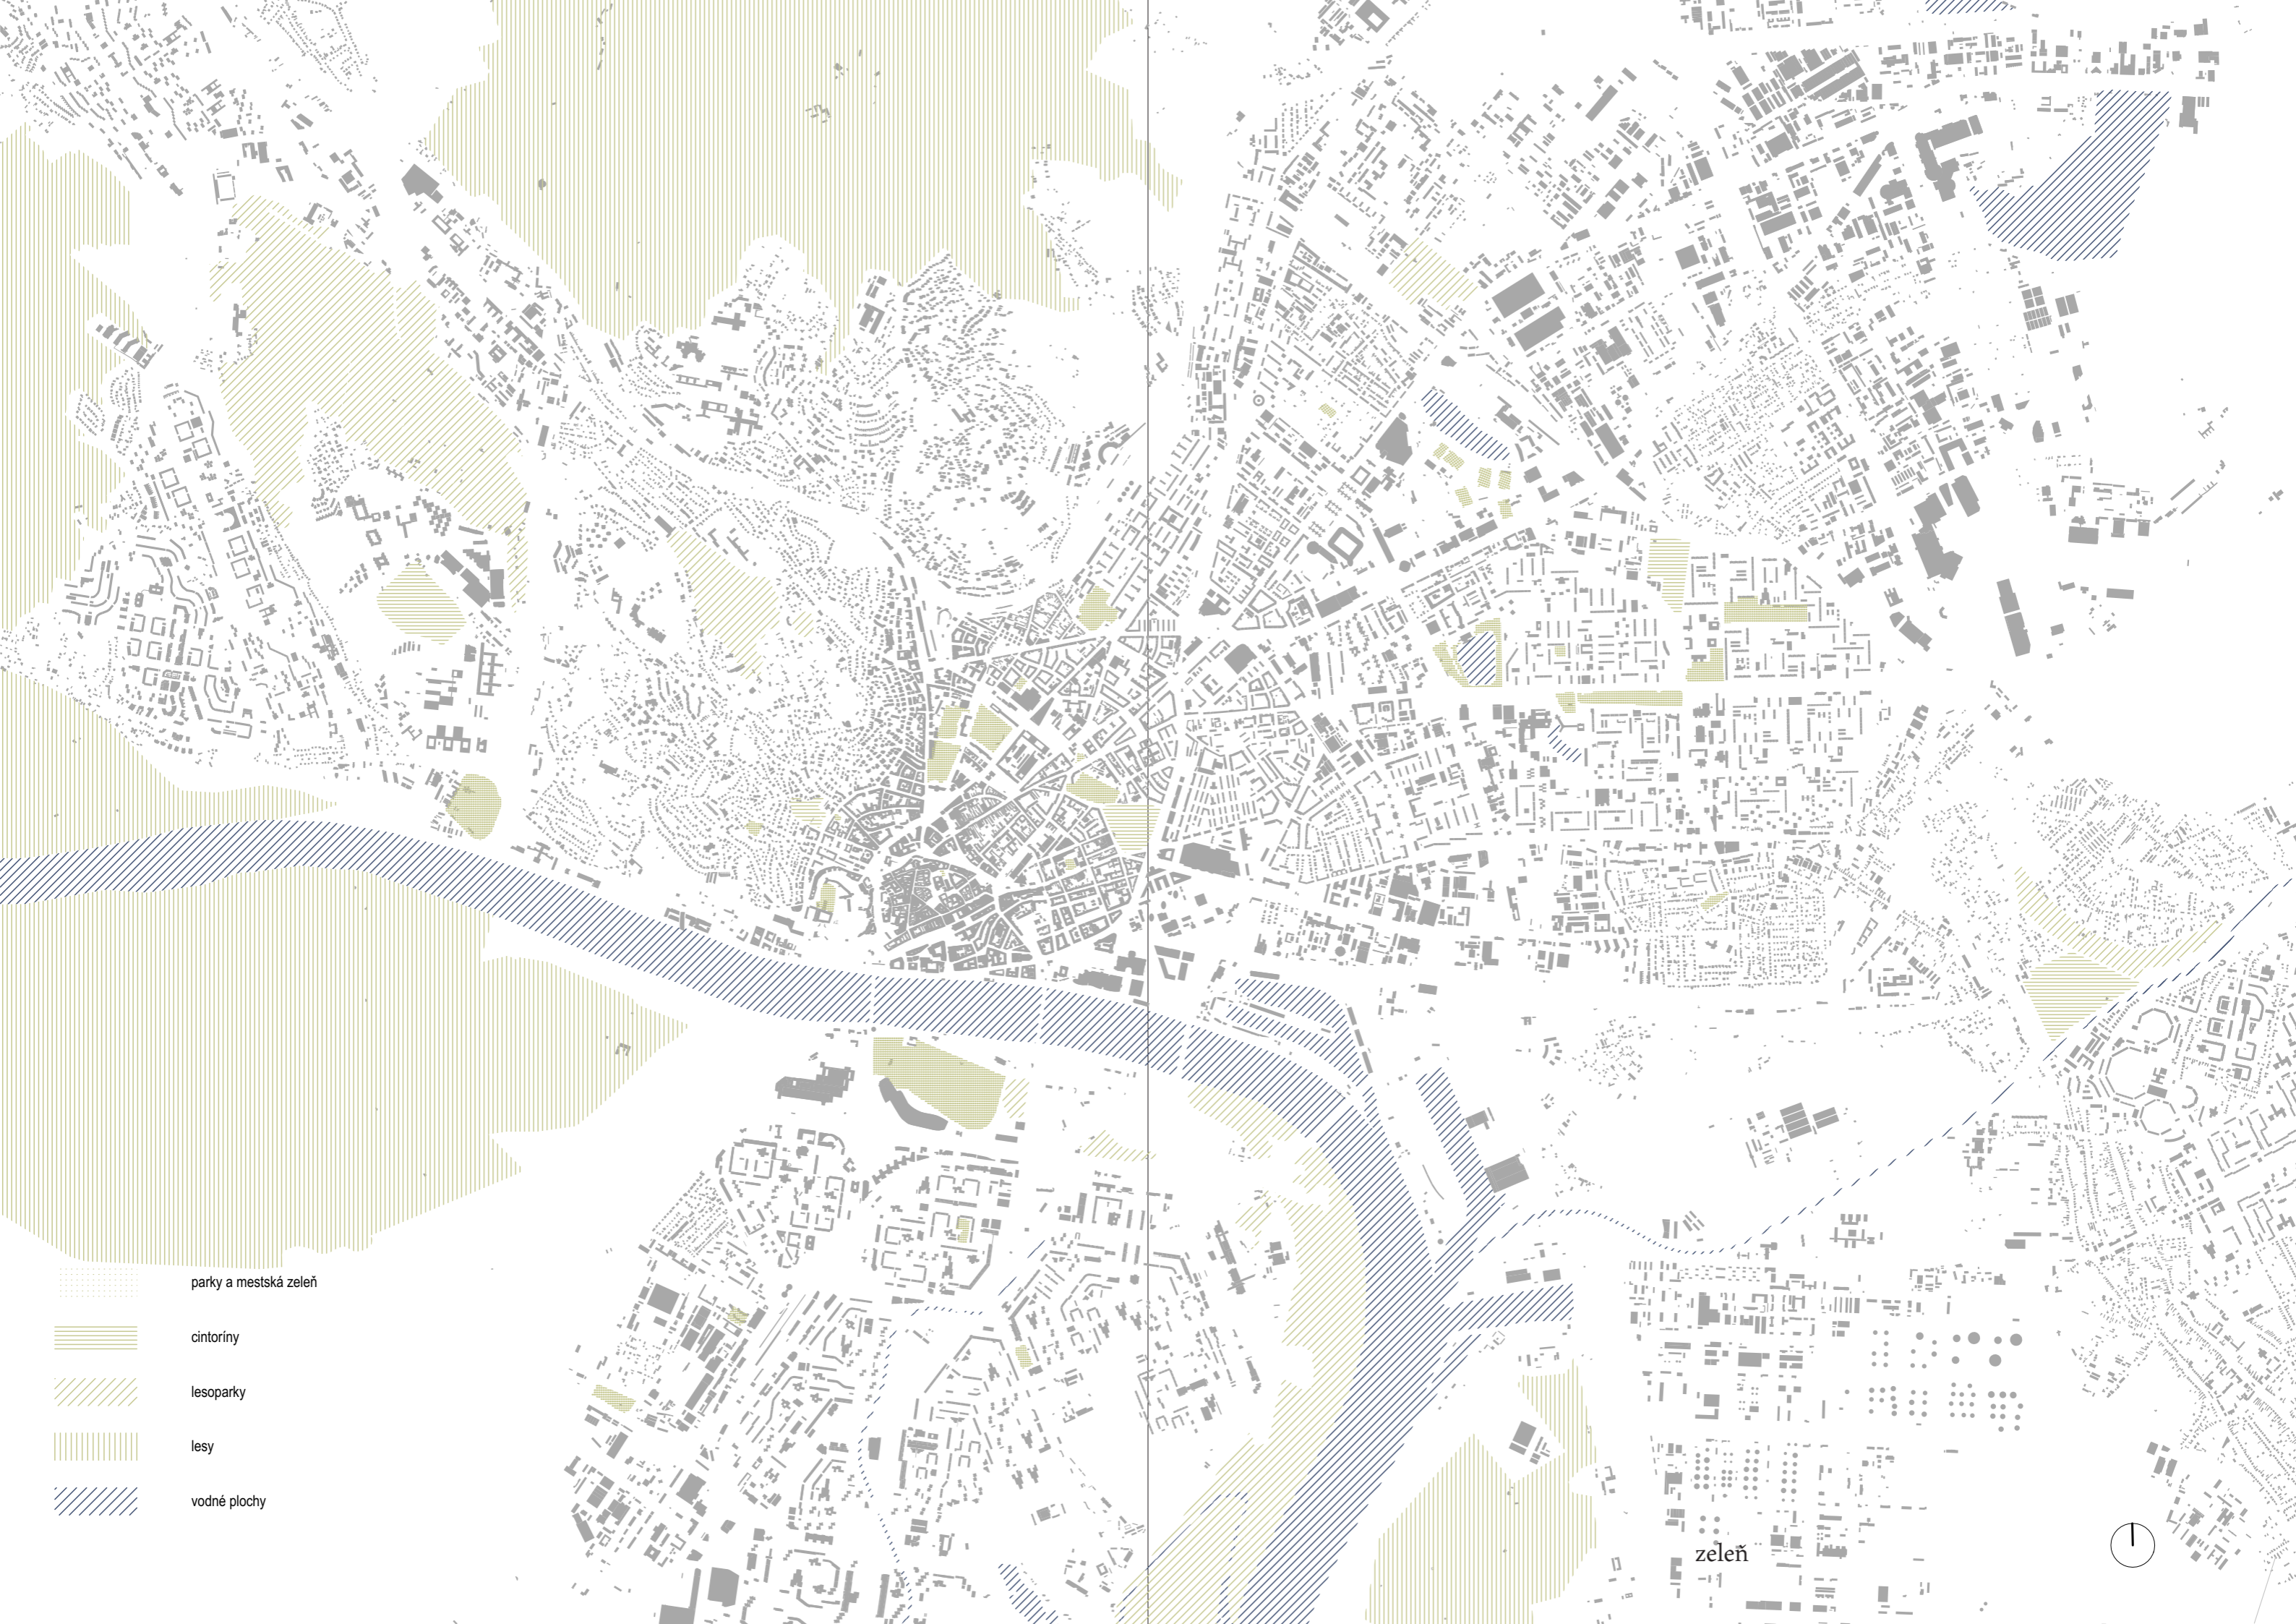 parky a mestská zeleň
cintoríny
lesoparky
lesy
vodné plochy
zeleň